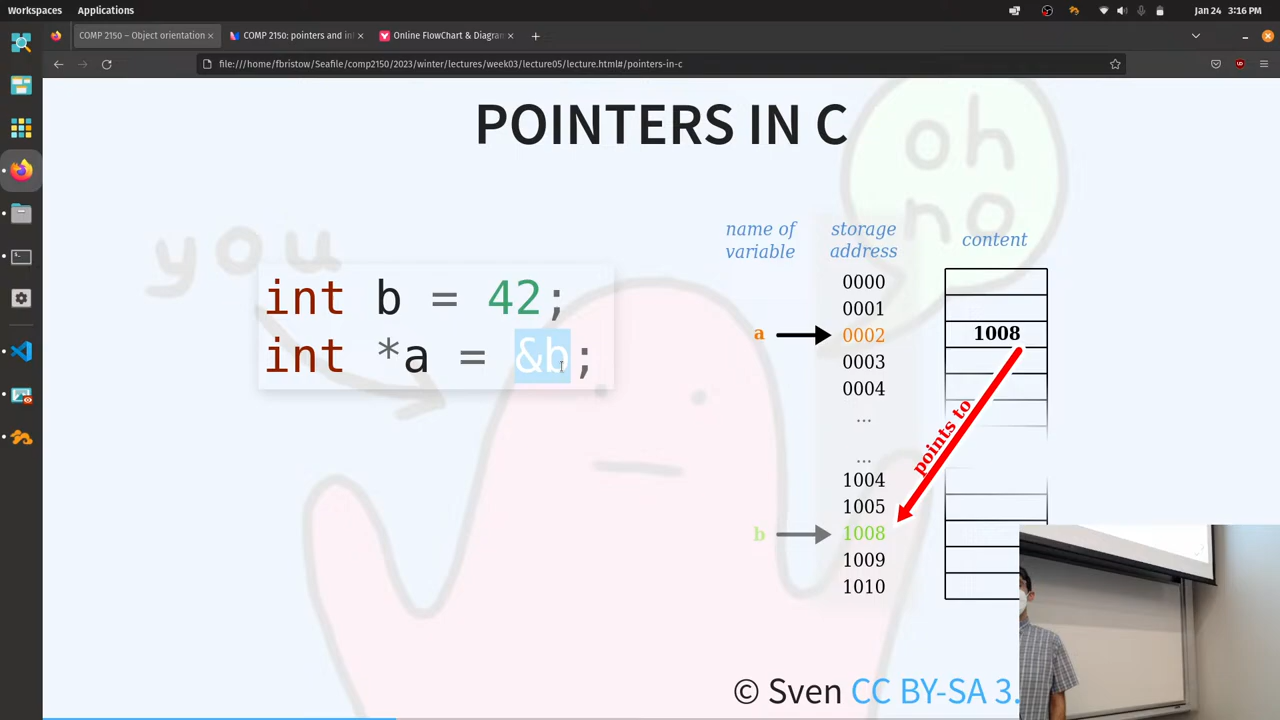 Workspaces Applications Jan 24 3:16 PM
COMP 2150 – Object orientation × COMP 2150: pointers and in × Online FlowChart & Diagram ×
file:///home/fbristow/Seafile/comp2150/2023/winter/lectures/week03/lecture05/lecture.html#/pointers-in-c
POINTERS IN C
oh
no
you
name of variable
storage address
content
int b = 42;
int *a = &b;
0000
0001
a 0002 1008
0003
0004
...
points to
...
1004
1005
b 1008
1009
1010
© Sven CC BY-SA 3.